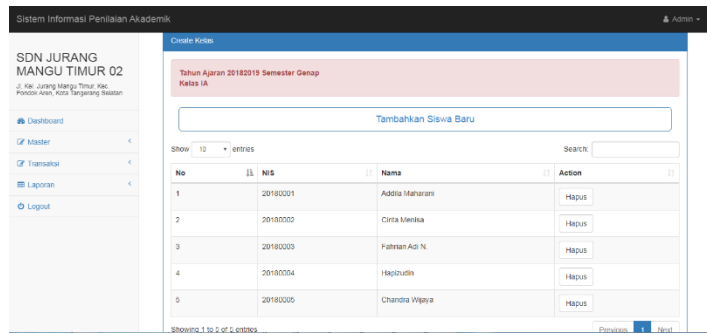 Sistem Informasi Penilaian Akademik
Admin
SDN JURANG
MANGU TIMUR 02
Jl. Kel. Jurang Mangu Timur, Kec.
Pondok Aren, Kota Tangerang Selatan
Dashboard
Master
Transaksi
Laporan
Logout
Create Kelas
Tahun Ajaran 20182019 Semester Genap
Kelas IA
Tambahkan Siswa Baru
Show 10 entries
Search:
No NIS Nama Action
1 20180001 Addila Maharani Hapus
2 20180002 Cinta Menisa Hapus
3 20180003 Fahrian Adi N. Hapus
4 20180004 Hapizudin Hapus
5 20180005 Chandra Wijaya Hapus
Showing 1 to 5 of 5 entries
Previous 1 Next